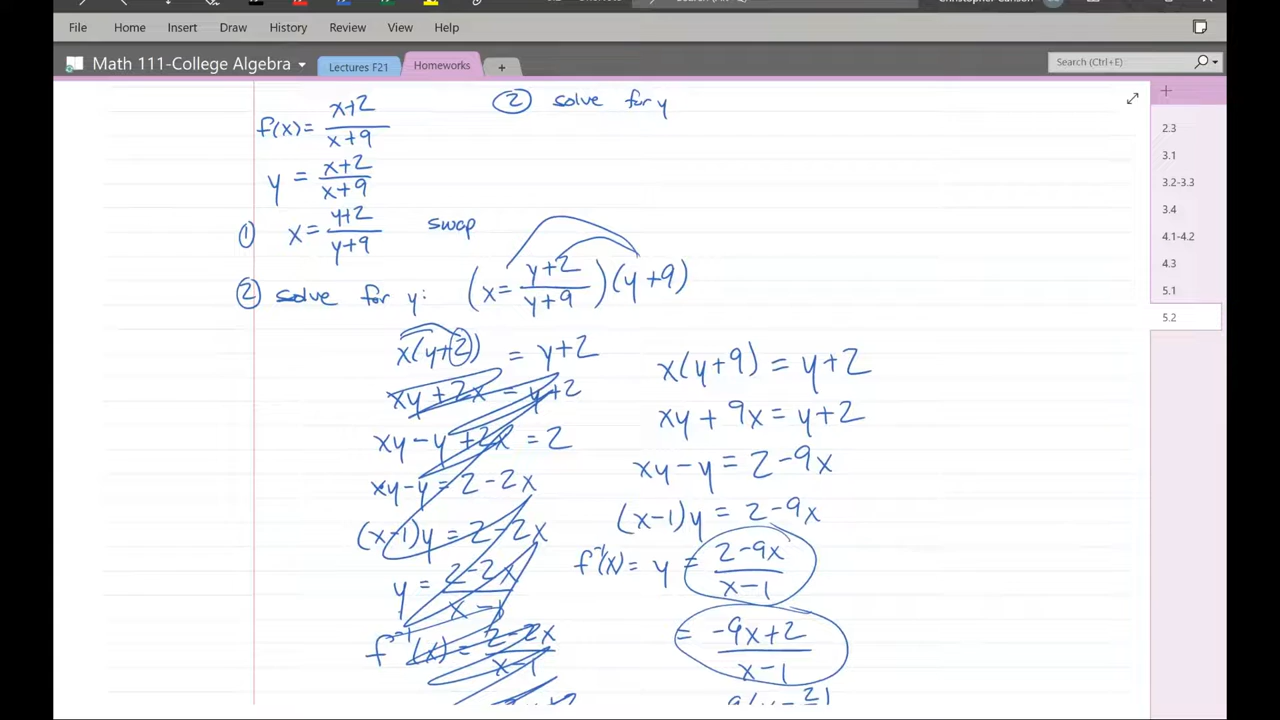 File Home Insert Draw History Review View Help
Math 111-College Algebra Lectures F21 Homeworks + Search (Ctrl+E)
2.3
3.1
3.2-3.3
3.4
4.1-4.2
4.3
5.1
5.2
f(x) = x+2 / x+9
② solve for y
y = x+2 / x+9
① x = y+2 / y+9 swap
② solve for y: (x = y+2 / y+9)(y+9)
x(y+2) = y+2
xy + 2x = y+2
xy - y + 2x = 2
xy - y = 2 - 2x
(x-1)y = 2 - 2x
y = 2-2x / x-1
f⁻¹(x) = 2-2x / x-1
x(y+9) = y+2
xy + 9x = y+2
xy - y = 2 - 9x
(x-1)y = 2 - 9x
f⁻¹(x) = y = 2-9x / x-1
= -9x+2 / x-1